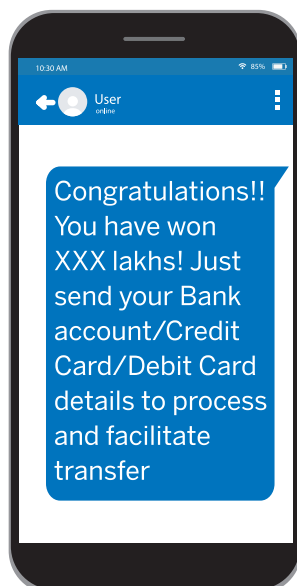 10:30 AM 85%
User
online
Congratulations!!
You have won
XXX lakhs! Just
send your Bank
account/Credit
Card/Debit Card
details to process
and facilitate
transfer